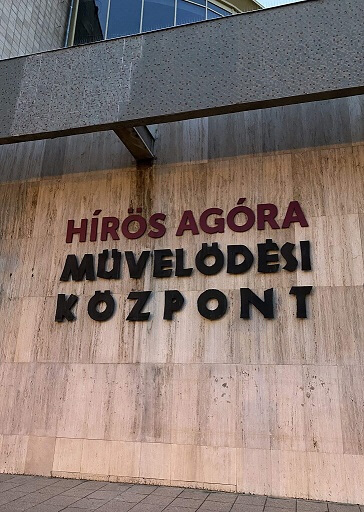 HÍRÖS AGÓRA
MŰVELŐDÉSI
KÖZPONT